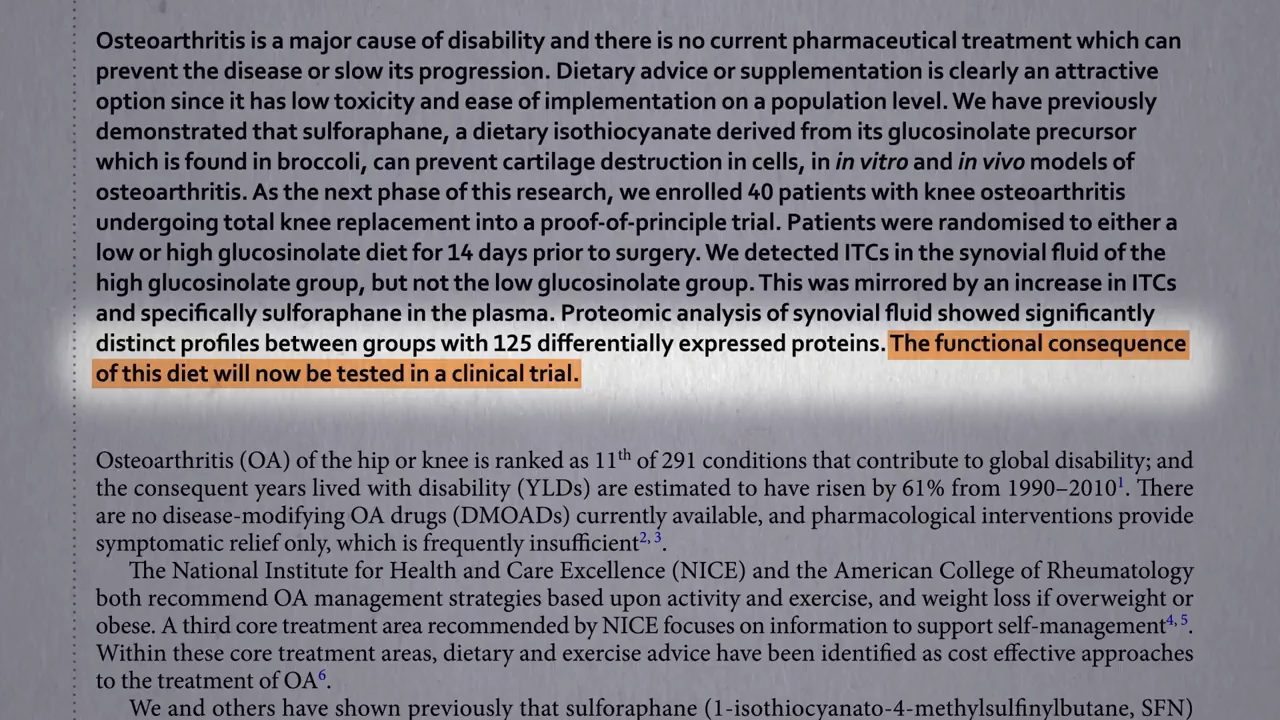 Osteoarthritis is a major cause of disability and there is no current pharmaceutical treatment which can
prevent the disease or slow its progression. Dietary advice or supplementation is clearly an attractive
option since it has low toxicity and ease of implementation on a population level. We have previously
demonstrated that sulforaphane, a dietary isothiocyanate derived from its glucosinolate precursor
which is found in broccoli, can prevent cartilage destruction in cells, in in vitro and in vivo models of
osteoarthritis. As the next phase of this research, we enrolled 40 patients with knee osteoarthritis
undergoing total knee replacement into a proof-of-principle trial. Patients were randomised to either a
low or high glucosinolate diet for 14 days prior to surgery. We detected ITCs in the synovial fluid of the
high glucosinolate group, but not the low glucosinolate group. This was mirrored by an increase in ITCs
and specifically sulforaphane in the plasma. Proteomic analysis of synovial fluid showed significantly
distinct profiles between groups with 125 differentially expressed proteins. The functional consequence
of this diet will now be tested in a clinical trial.
Osteoarthritis (OA) of the hip or knee is ranked as 11th of 291 conditions that contribute to global disability; and
the consequent years lived with disability (YLDs) are estimated to have risen by 61% from 1990–2010¹. There
are no disease-modifying OA drugs (DMOADs) currently available, and pharmacological interventions provide
symptomatic relief only, which is frequently insufficient²,³.
The National Institute for Health and Care Excellence (NICE) and the American College of Rheumatology
both recommend OA management strategies based upon activity and exercise, and weight loss if overweight or
obese. A third core treatment area recommended by NICE focuses on information to support self-management⁴,⁵.
Within these core treatment areas, dietary and exercise advice have been identified as cost effective approaches
to the treatment of OA⁶.
We and others have shown previously that sulforaphane (1-isothiocyanato-4-methylsulfinylbutane, SFN)